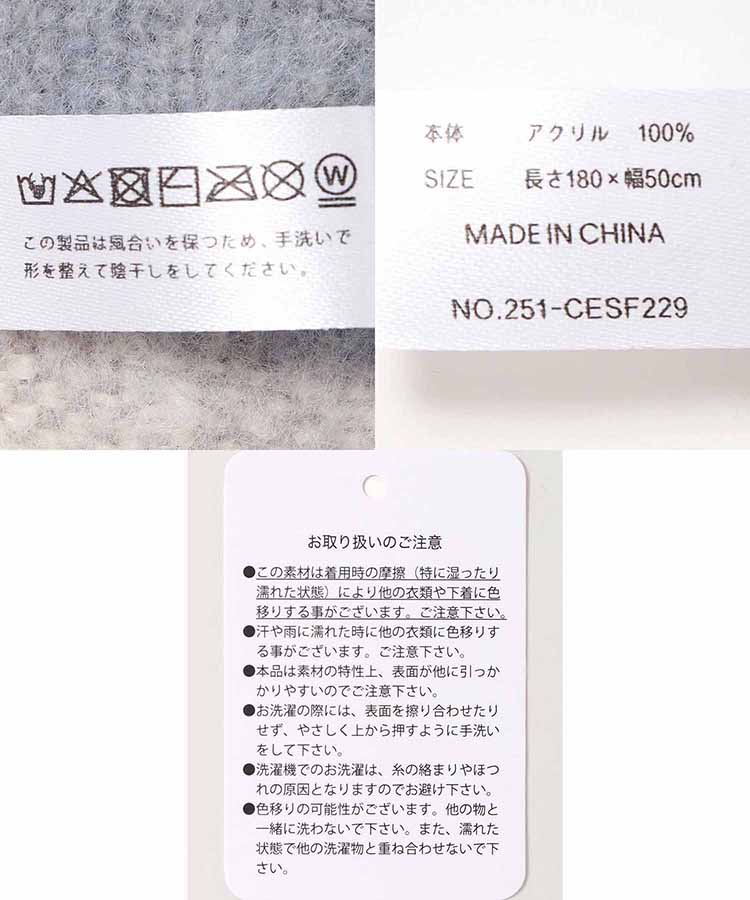 W
この製品は風合いを保つため、手洗いで
形を整えて陰干しをしてください。
本体 アクリル 100%
SIZE 長さ180×幅50cm
MADE IN CHINA
NO.251-CESF229
お取り扱いのご注意
●この素材は着用時の摩擦（特に湿ったり
濡れた状態）により他の衣類や下着に色
移りする事がございます。ご注意下さい。
●汗や雨に濡れた時に他の衣類に色移りす
る事がございます。ご注意下さい。
●本品は素材の特性上、表面が他に引っか
かりやすいのでご注意下さい。
●お洗濯の際には、表面を擦り合わせたり
せず、やさしく上から押すように手洗い
をして下さい。
●洗濯機でのお洗濯は、糸の絡まりやほつ
れの原因となりますのでお避け下さい。
●色移りの可能性がございます。他の物と
一緒に洗わないで下さい。また、濡れた
状態で他の洗濯物と重ね合わせないで下
さい。